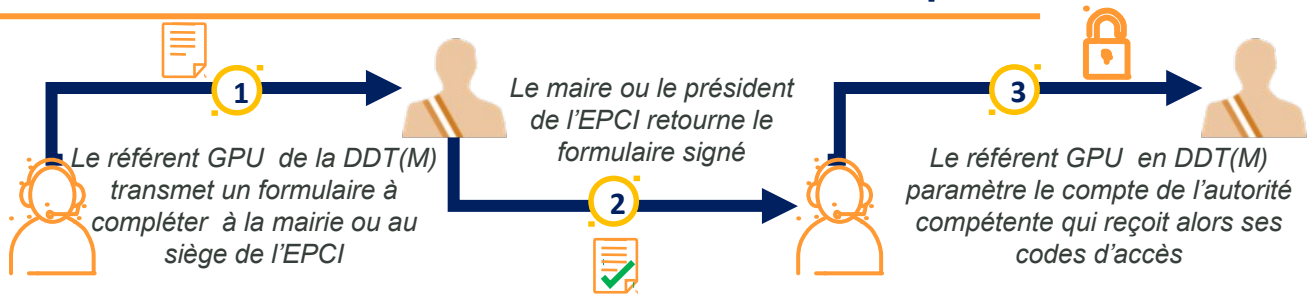 1
Le référent GPU de la DDT(M)
transmet un formulaire à
compléter à la mairie ou au
siège de l'EPCI
Le maire ou le président
de l'EPCI retourne le
formulaire signé
2
3
Le référent GPU en DDT(M)
paramètre le compte de l'autorité
compétente qui reçoit alors ses
codes d'accès